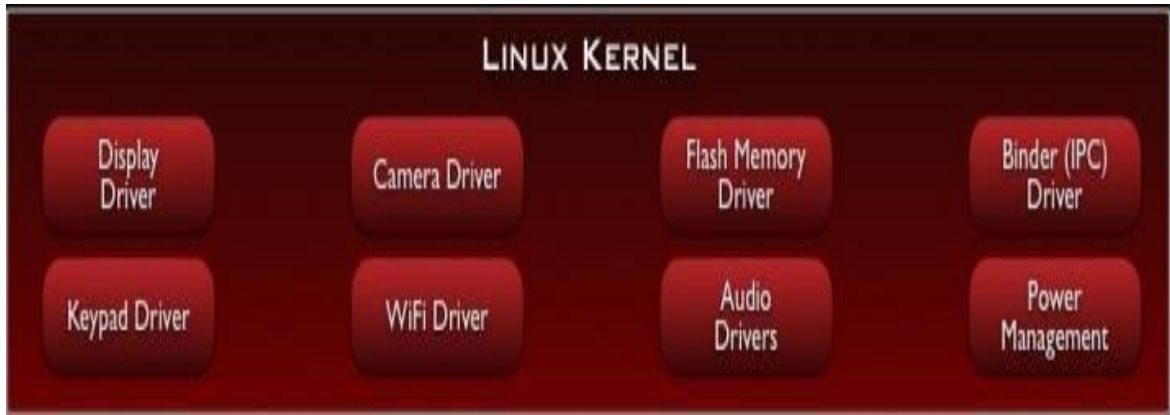 LINUX KERNEL
Display
Driver
Camera Driver
Flash Memory
Driver
Binder (IPC)
Driver
Keypad Driver
WiFi Driver
Audio
Drivers
Power
Management